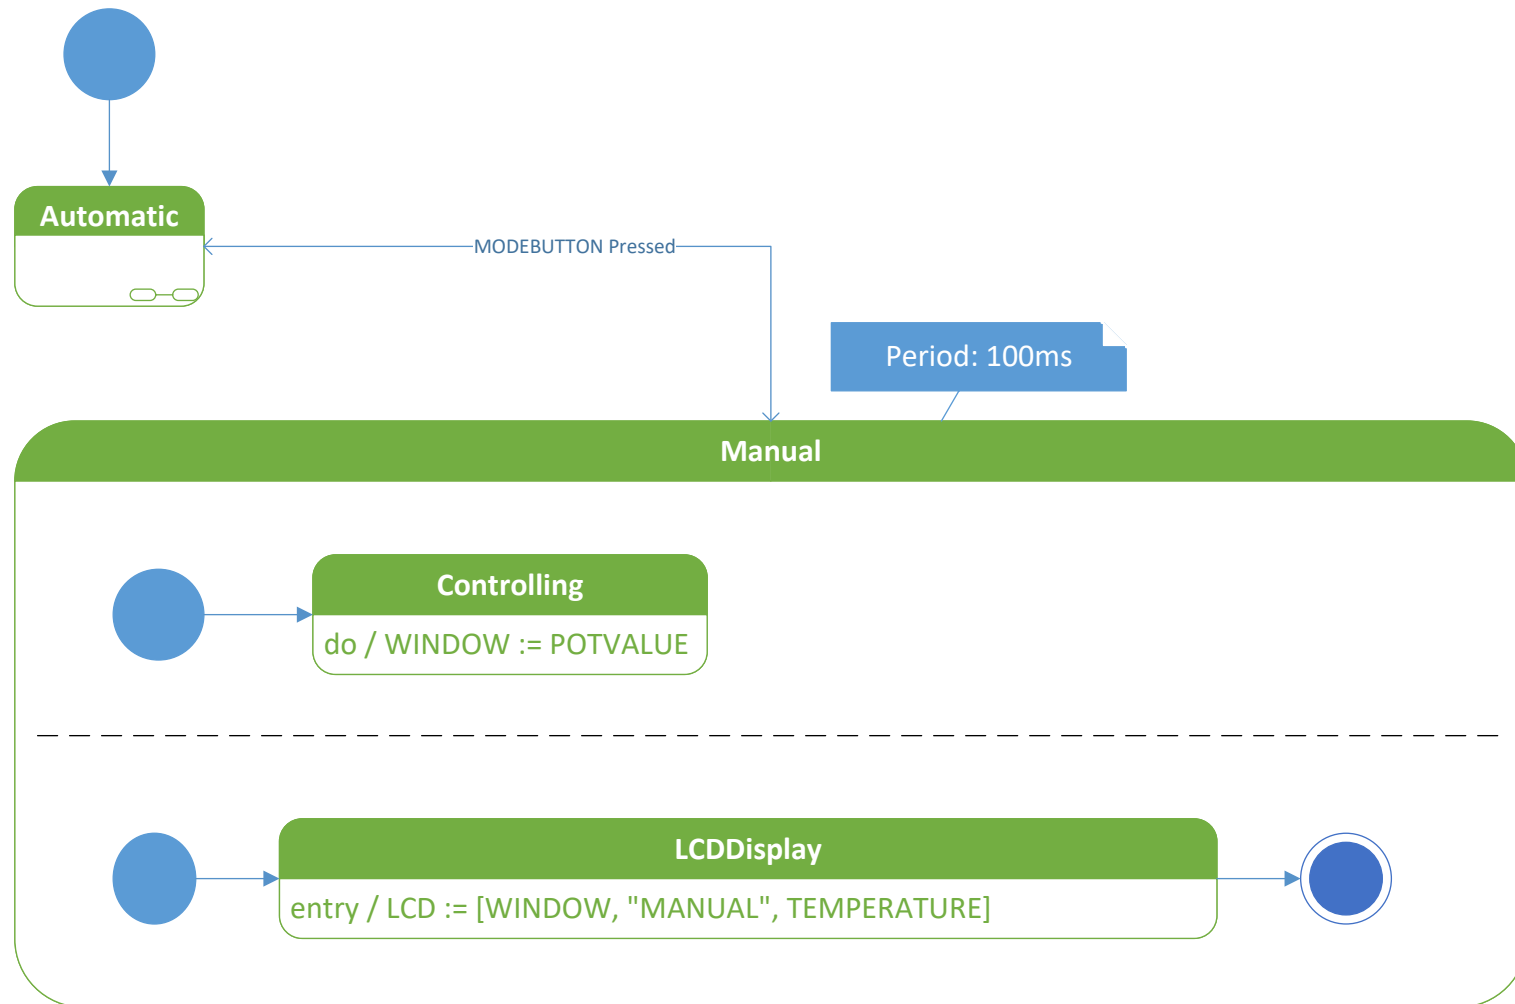 Automatic
MODEBUTTON Pressed
Period: 100ms
Manual
Controlling
do / WINDOW := POTVALUE
LCDDisplay
entry / LCD := [WINDOW, "MANUAL", TEMPERATURE]